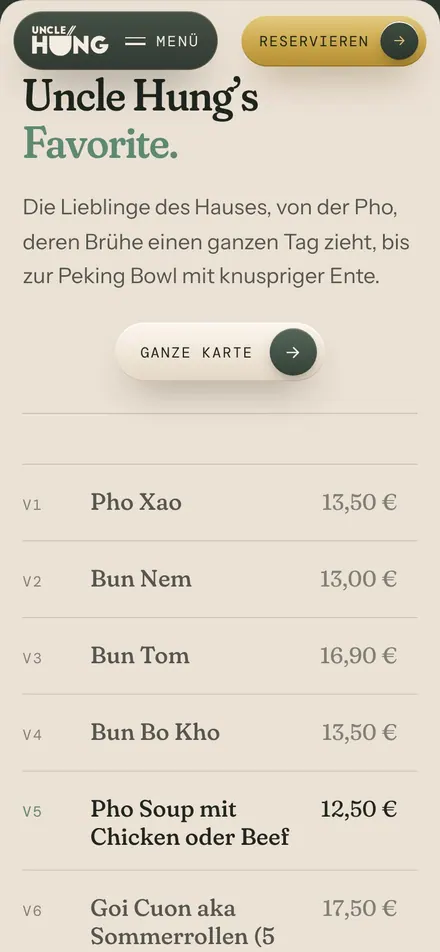 UNCLE
HUNG
MENÜ
RESERVIEREN
Uncle Hung’s
Favorite.
Die Lieblinge des Hauses, von der Pho,
deren Brühe einen ganzen Tag zieht, bis
zur Peking Bowl mit knuspriger Ente.
GANZE KARTE
V1 Pho Xao 13,50 €
V2 Bun Nem 13,00 €
V3 Bun Tom 16,90 €
V4 Bun Bo Kho 13,50 €
V5 Pho Soup mit 12,50 €
Chicken oder Beef
V6 Goi Cuon aka 17,50 €
Sommerrollen (5